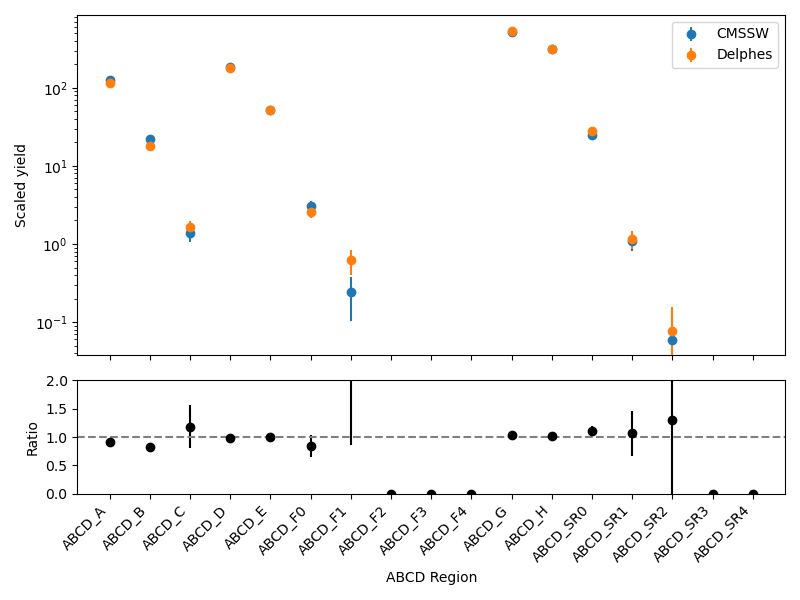 CMSSW
Delphes
Scaled yield
10²
10¹
10⁰
10⁻¹
Ratio
2.0
1.5
1.0
0.5
0.0
ABCD_A
ABCD_B
ABCD_C
ABCD_D
ABCD_E
ABCD_F0
ABCD_F1
ABCD_F2
ABCD_F3
ABCD_F4
ABCD_G
ABCD_H
ABCD_SR0
ABCD_SR1
ABCD_SR2
ABCD_SR3
ABCD_SR4
ABCD Region